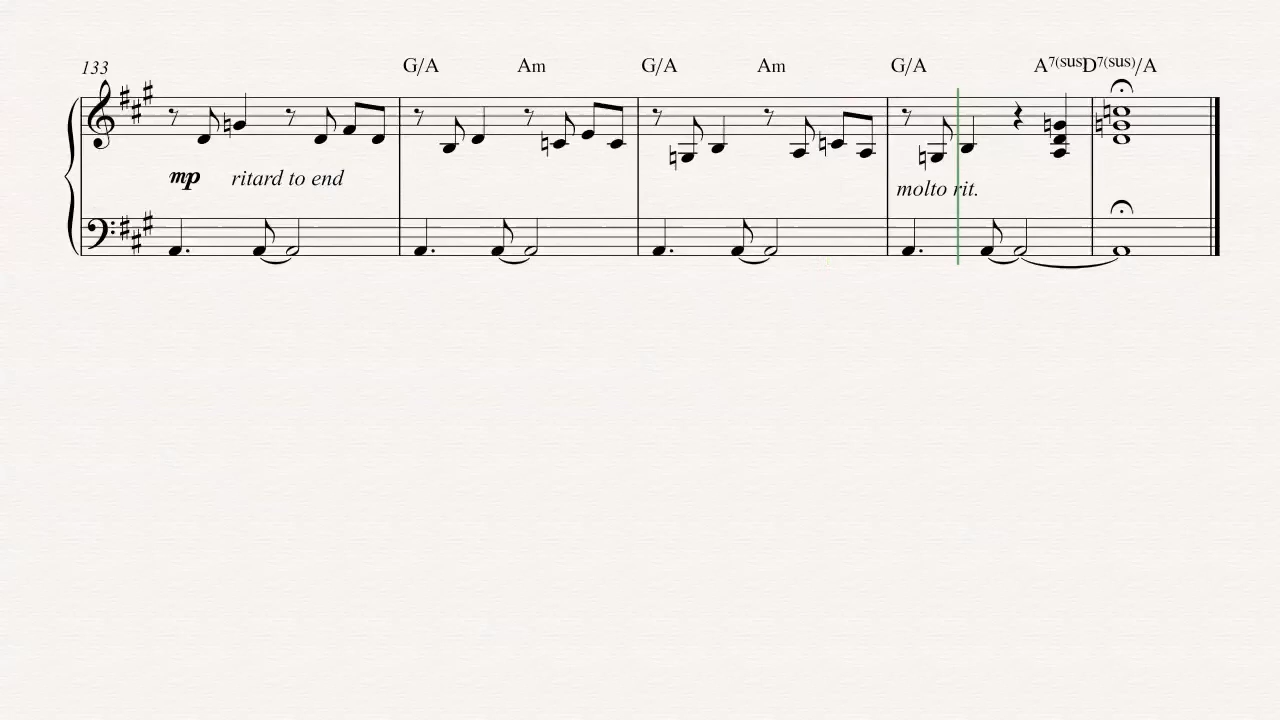 133 G/A Am G/A Am G/A A7(sus) D7(sus)/A
mp ritard to end molto rit.